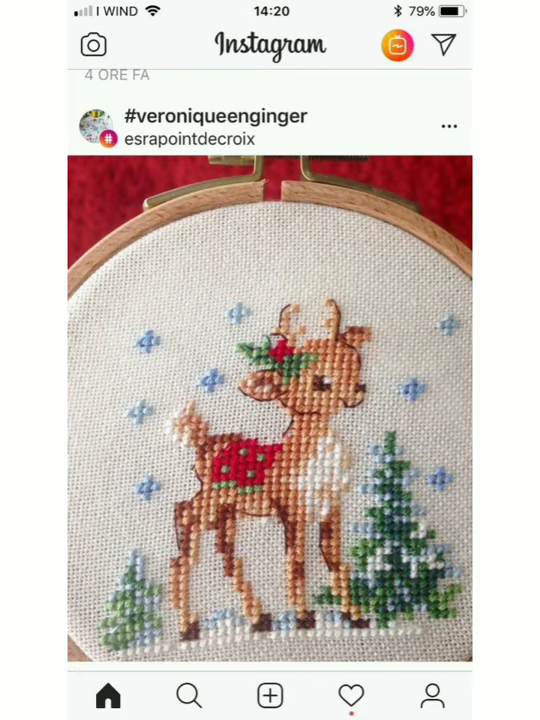 I WIND 14:20 79%
Instagram
4 ORE FA
#veroniqueenginger
esrapointdecroix